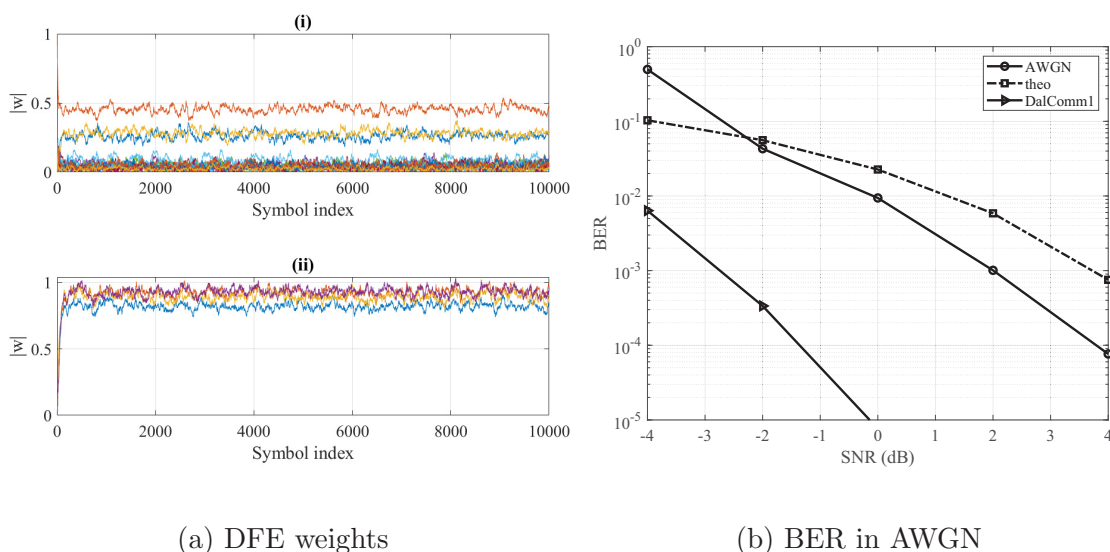 (i)
1
0.5
0
|w|
0 2000 4000 6000 8000 10000
Symbol index
(ii)
1
0.5
0
|w|
0 2000 4000 6000 8000 10000
Symbol index
(a) DFE weights
10^0
10^-1
10^-2
10^-3
10^-4
10^-5
BER
AWGN
theo
DalComm1
-4 -3 -2 -1 0 1 2 3 4
SNR (dB)
(b) BER in AWGN